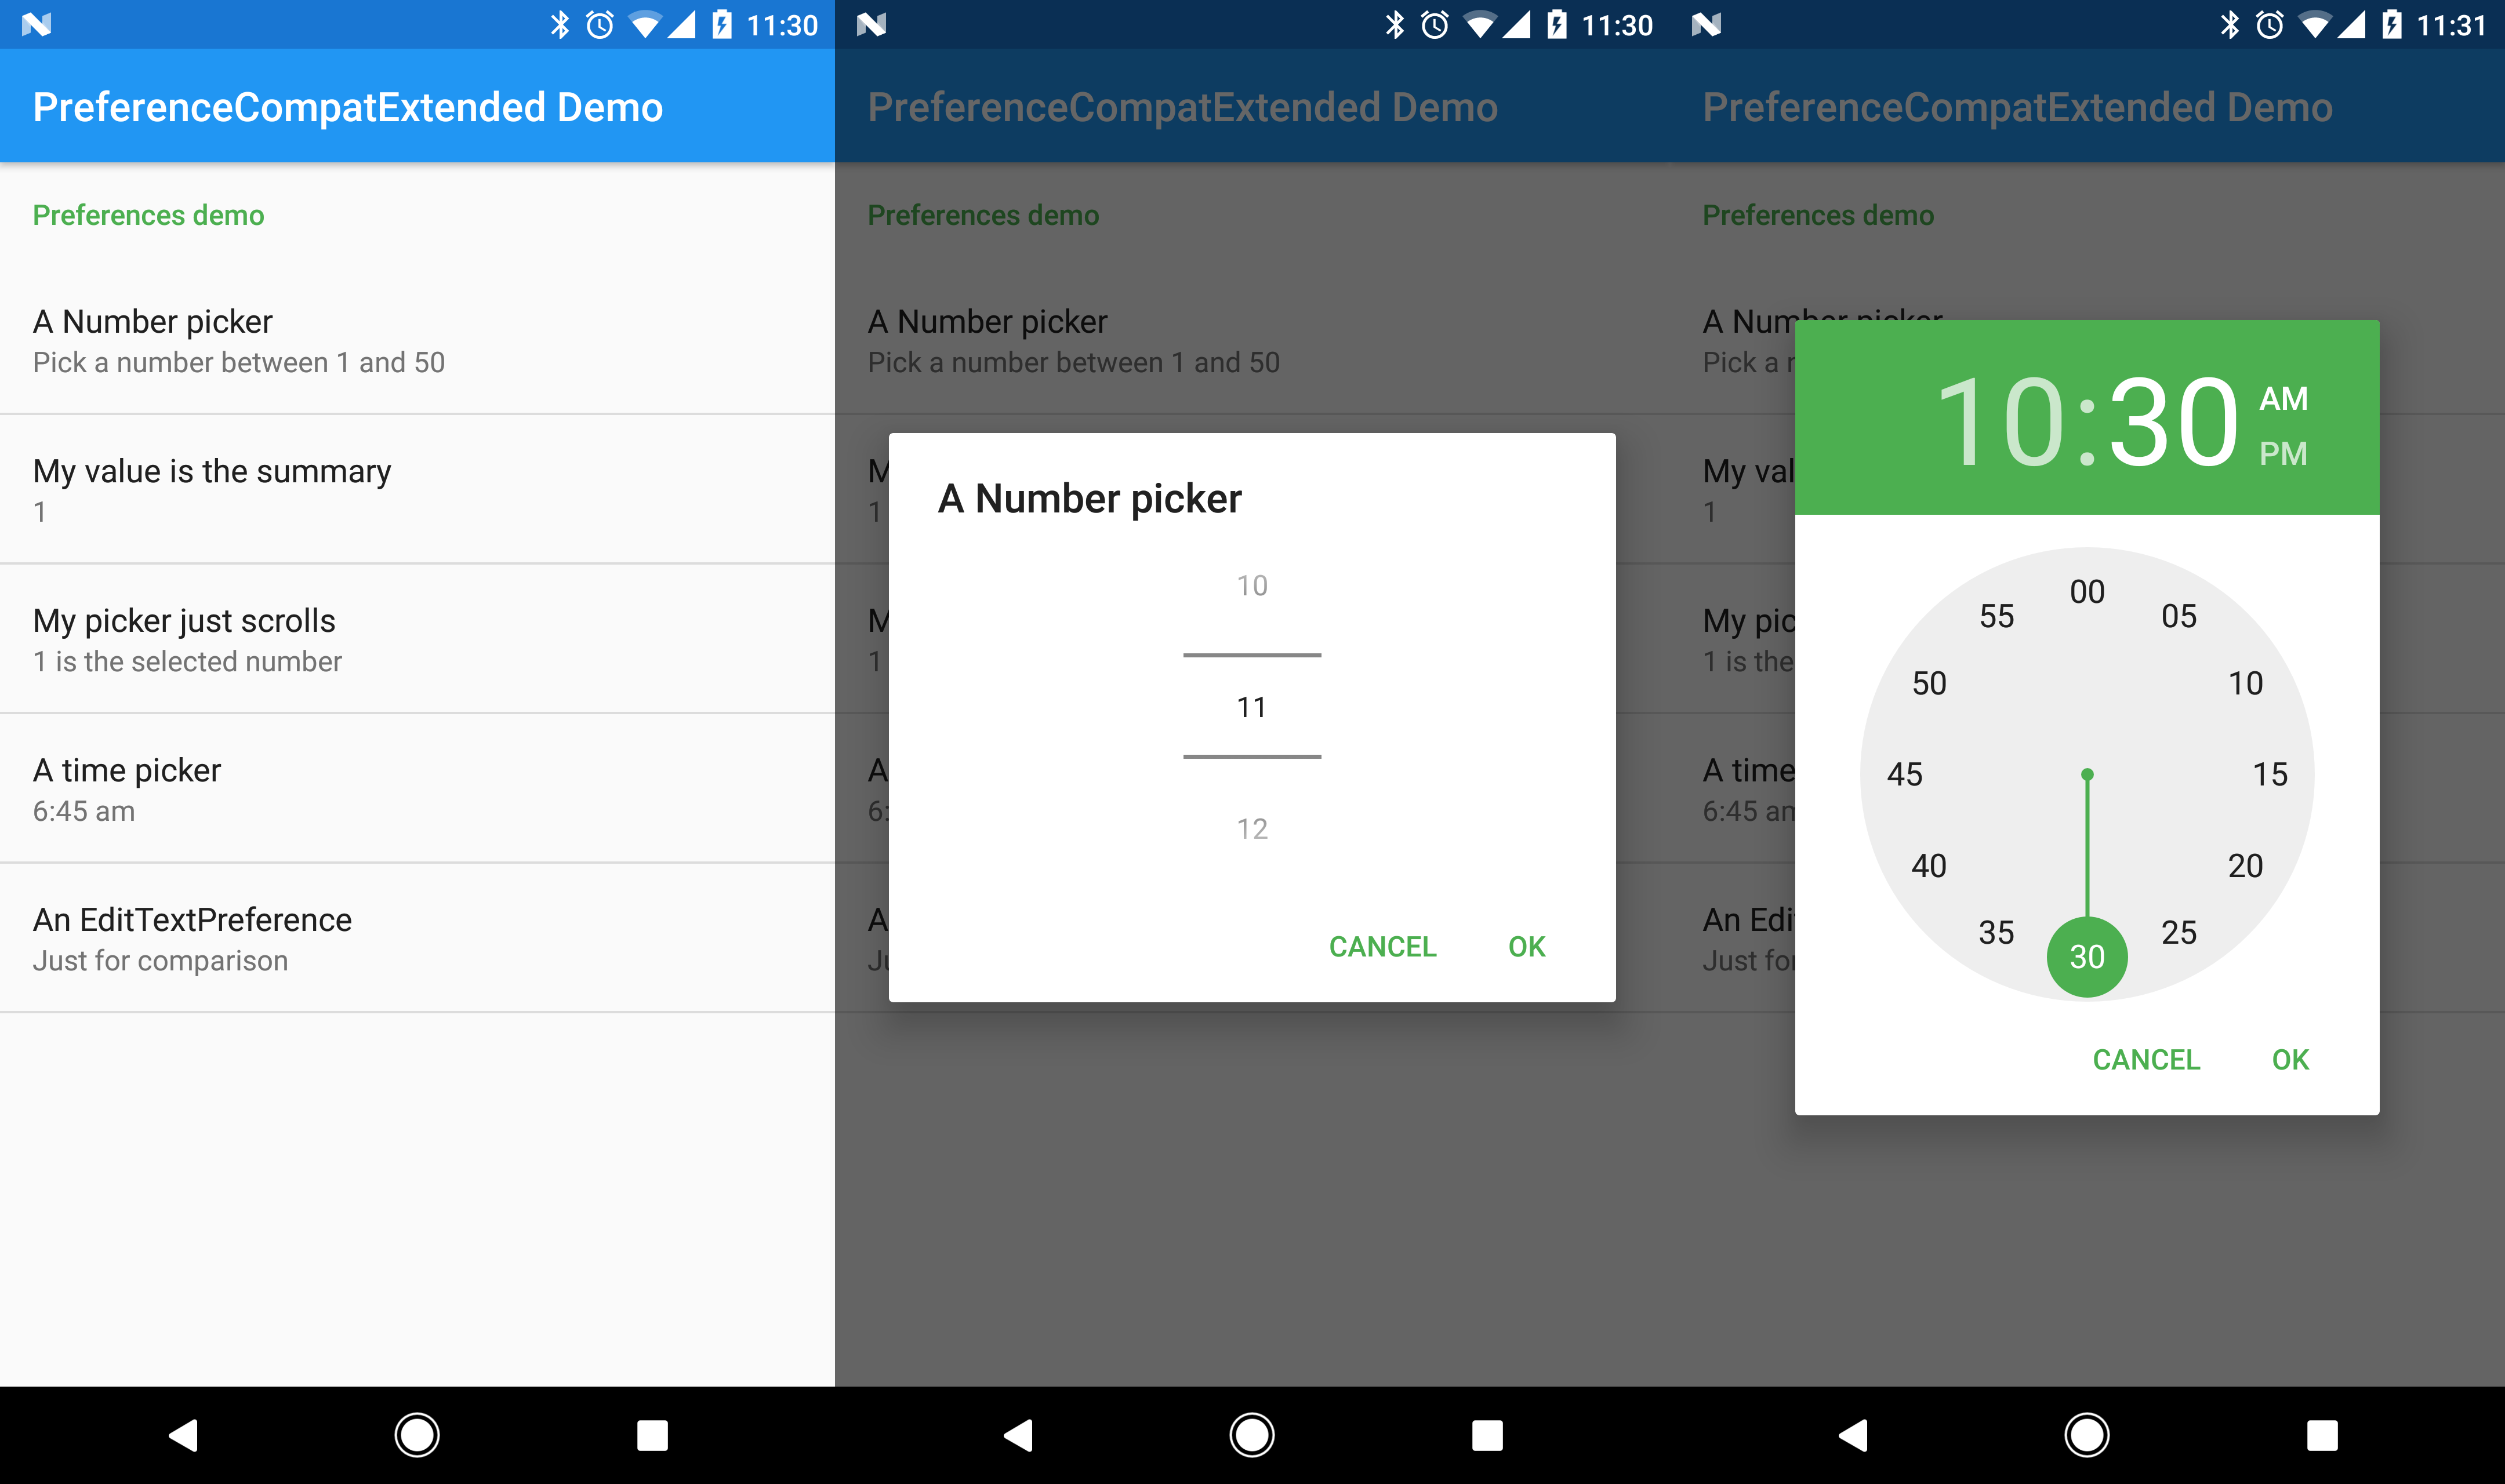 11:30
PreferenceCompatExtended Demo
Preferences demo
A Number picker
Pick a number between 1 and 50
My value is the summary
1
My picker just scrolls
1 is the selected number
A time picker
6:45 am
An EditTextPreference
Just for comparison
11:30
PreferenceCompatExtended Demo
Preferences demo
A Number picker
Pick a number between 1 and 50
M
1
M
1
A
6:
A
Ju
A Number picker
10
11
12
CANCEL OK
11:31
PreferenceCompatExtended Demo
Preferences demo
A Number picker
Pick a
My val
1
My pic
1 is the
A time
6:45 am
An Edi
Just for
10:30
AM
PM
00
05
10
15
20
25
30
35
40
45
50
55
CANCEL OK